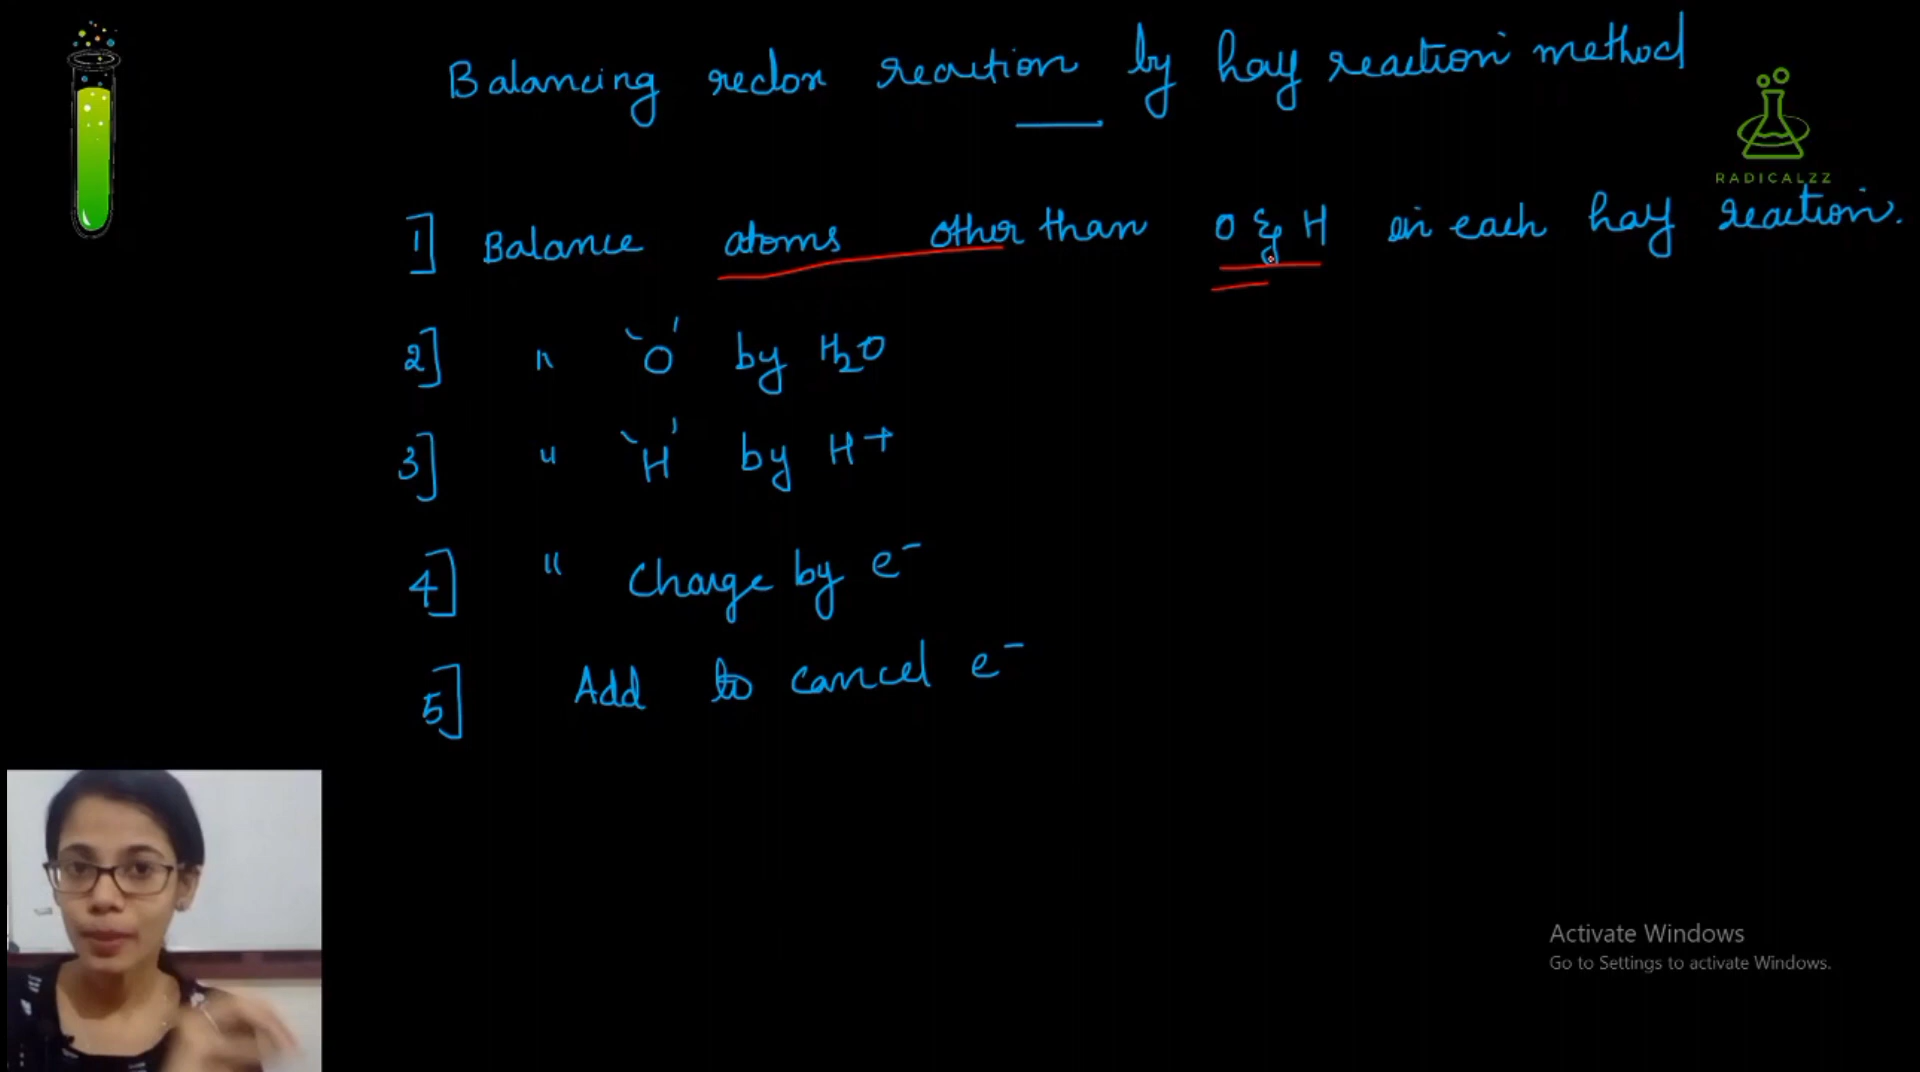 Balancing redox reaction by half reaction method
RADICALZZ
1] Balance atoms other than O & H in each half reaction.
2] " 'O' by H2O
3] " 'H' by H+
4] " Charge by e-
5] Add to cancel e-
Activate Windows
Go to Settings to activate Windows.